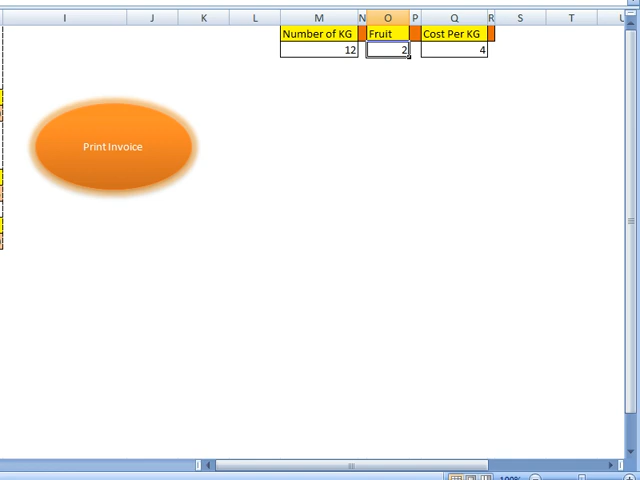 I J K L M N O P Q R S T U
Number of KG Fruit Cost Per KG
12 2 4
Print Invoice
100%